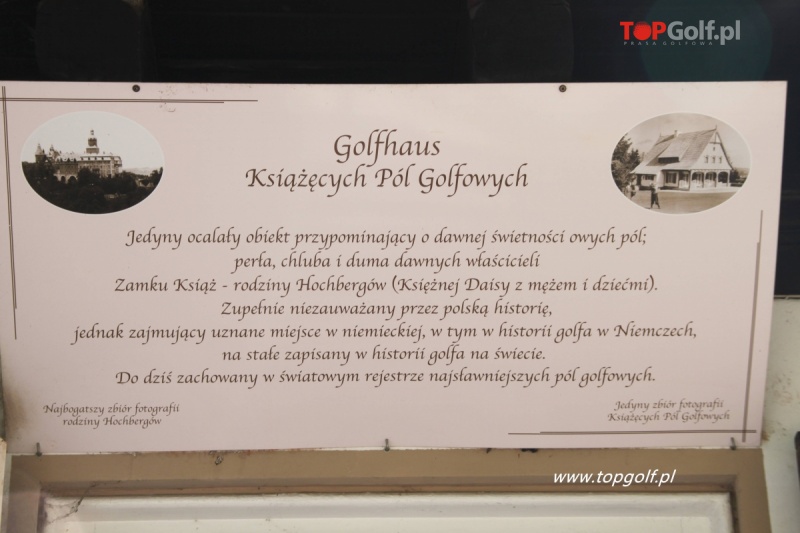 TOPGolf.pl
PRASA GOLFOWA
Golfhaus
Książęcych Pól Golfowych
Jedyny ocalały obiekt przypominający o dawnej świetności owych pól;
perła, chluba i duma dawnych właścicieli
Zamku Książ - rodziny Hochbergów (Księżnej Daisy z mężem i dziećmi).
Zupełnie niezauważany przez polską historię,
jednak zajmujący uznane miejsce w niemieckiej, w tym w historii golfa w Niemczech,
na stałe zapisany w historii golfa na świecie.
Do dziś zachowany w światowym rejestrze najsławniejszych pól golfowych.
Najbogatszy zbiór fotografii
rodziny Hochbergów
Jedyny zbiór fotografii
Książęcych Pól Golfowych
www.topgolf.pl